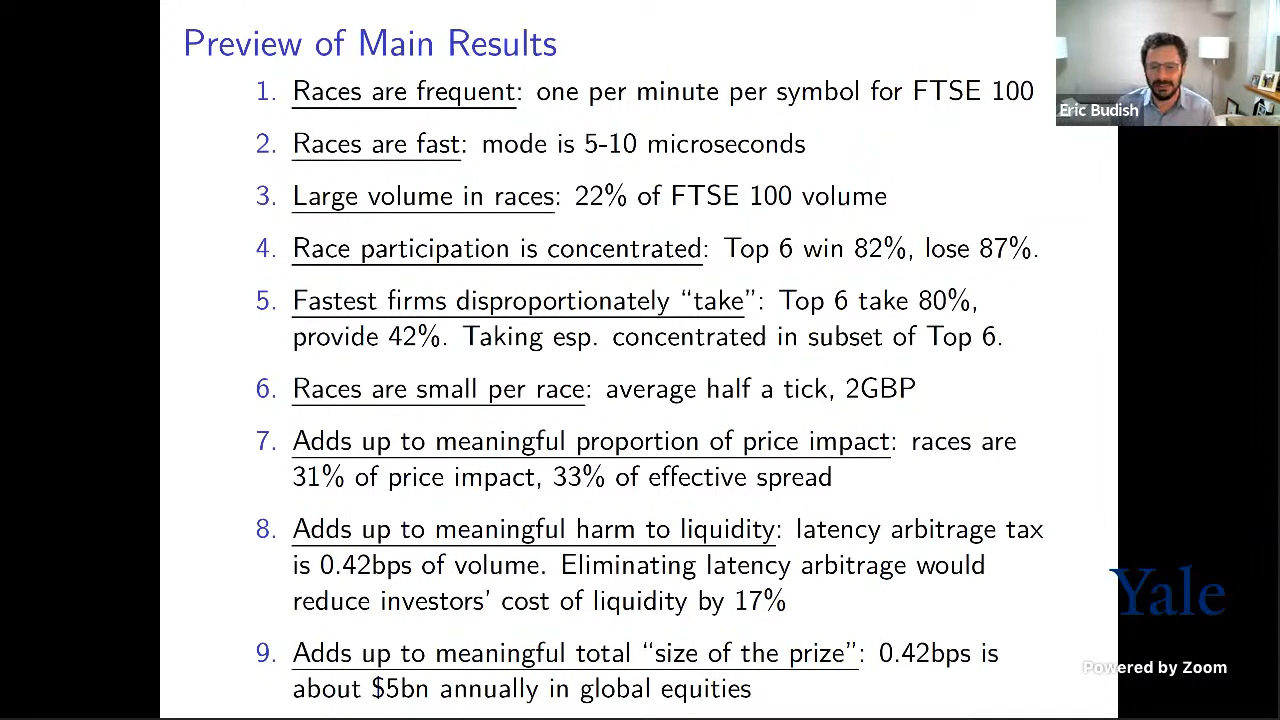 Preview of Main Results
1. Races are frequent: one per minute per symbol for FTSE 100
2. Races are fast: mode is 5-10 microseconds
3. Large volume in races: 22% of FTSE 100 volume
4. Race participation is concentrated: Top 6 win 82%, lose 87%.
5. Fastest firms disproportionately “take”: Top 6 take 80%,
provide 42%. Taking esp. concentrated in subset of Top 6.
6. Races are small per race: average half a tick, 2GBP
7. Adds up to meaningful proportion of price impact: races are
31% of price impact, 33% of effective spread
8. Adds up to meaningful harm to liquidity: latency arbitrage tax
is 0.42bps of volume. Eliminating latency arbitrage would
reduce investors’ cost of liquidity by 17%
9. Adds up to meaningful total “size of the prize”: 0.42bps is
about $5bn annually in global equities
Eric Budish
Yale
Powered by Zoom